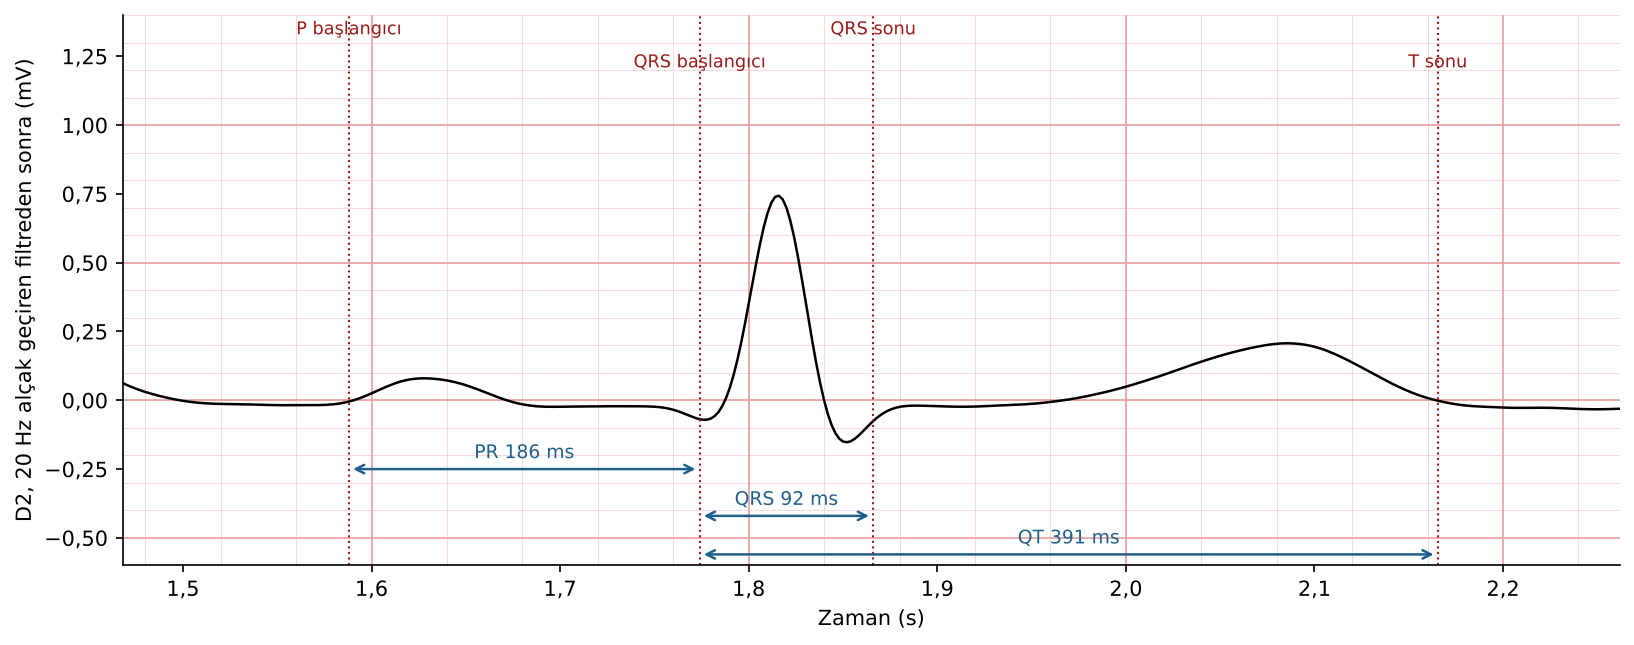 P başlangıcı
QRS sonu
QRS başlangıcı
T sonu
D2, 20 Hz alçak geçiren filtreden sonra (mV)
1,25
1,00
0,75
0,50
0,25
0,00
−0,25
−0,50
PR 186 ms
QRS 92 ms
QT 391 ms
1,5 1,6 1,7 1,8 1,9 2,0 2,1 2,2
Zaman (s)